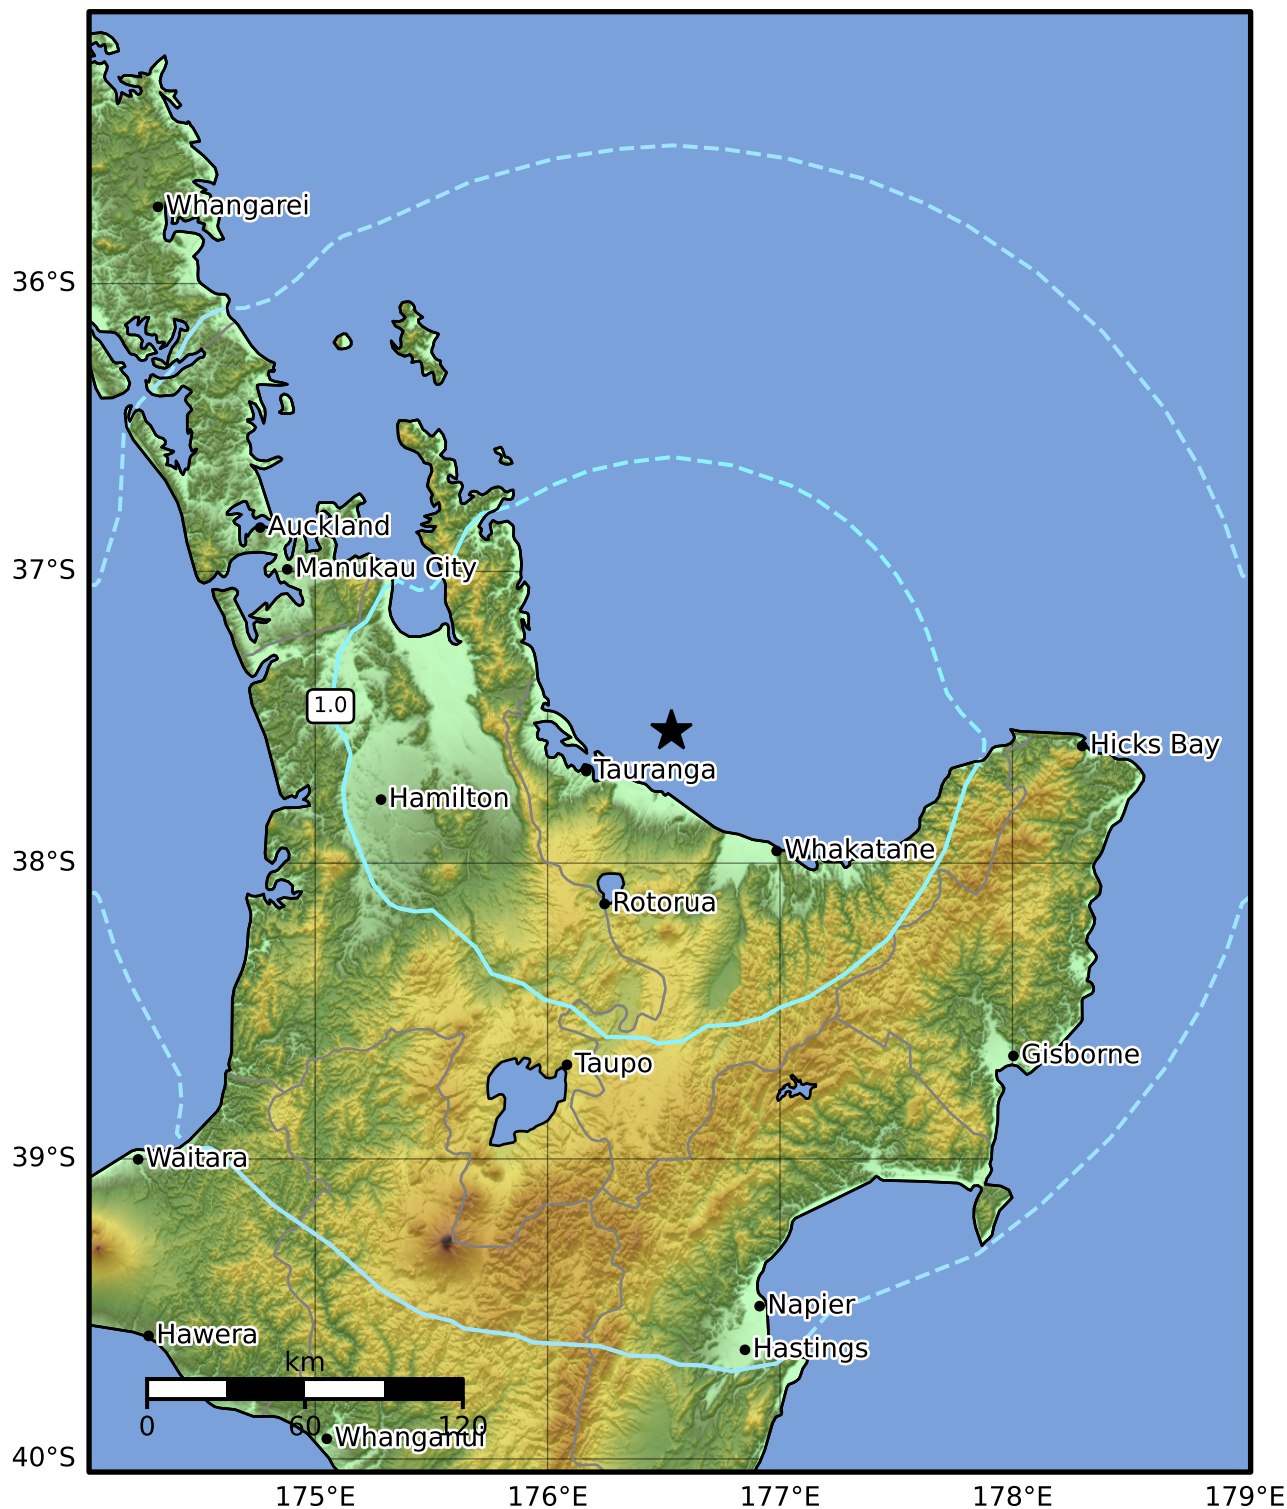 Whangarei
36°S
Auckland
Manukau City
37°S
1.0
Hicks Bay
Tauranga
Hamilton
Whakatane
38°S
Rotorua
Gisborne
Taupo
39°S
Waitara
Napier
Hawera
Hastings
km
0 60 120
Whanganui
40°S
175°E 176°E 177°E 178°E 179°E